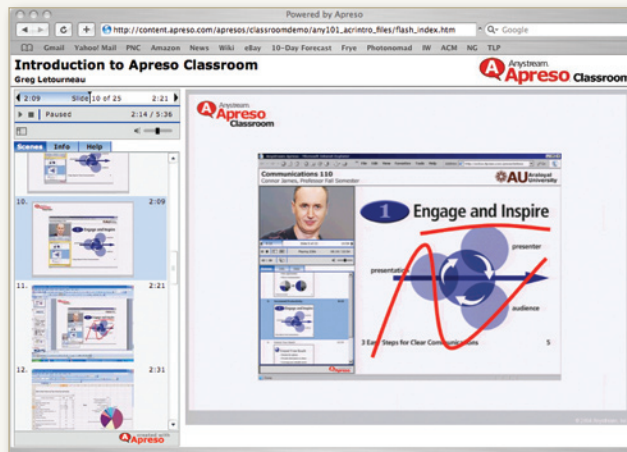 Powered by Apreso
http://content.apreso.com/apresos/classroomdemo/any101_acrintro_files/flash_index.htm
Google
Gmail Yahoo! Mail PNC Amazon News Wiki eBay 10-Day Forecast Frye Photonomad IW ACM NG TLP
Introduction to Apreso Classroom
Greg Letourneau
Anystream
Apreso Classroom
2:09 Slide 10 of 25 2:21
Paused 2:14 / 5:36
Scenes Info Help
10. 2:09
11. 2:21
12. 2:31
Apreso
Anystream
Apreso
Classroom
Communications 110
Connor James, Professor Fall Semester
AU
University
1 Engage and Inspire
presenter
presentation
audience
3 Easy Steps for Clear Communications 5
Apreso